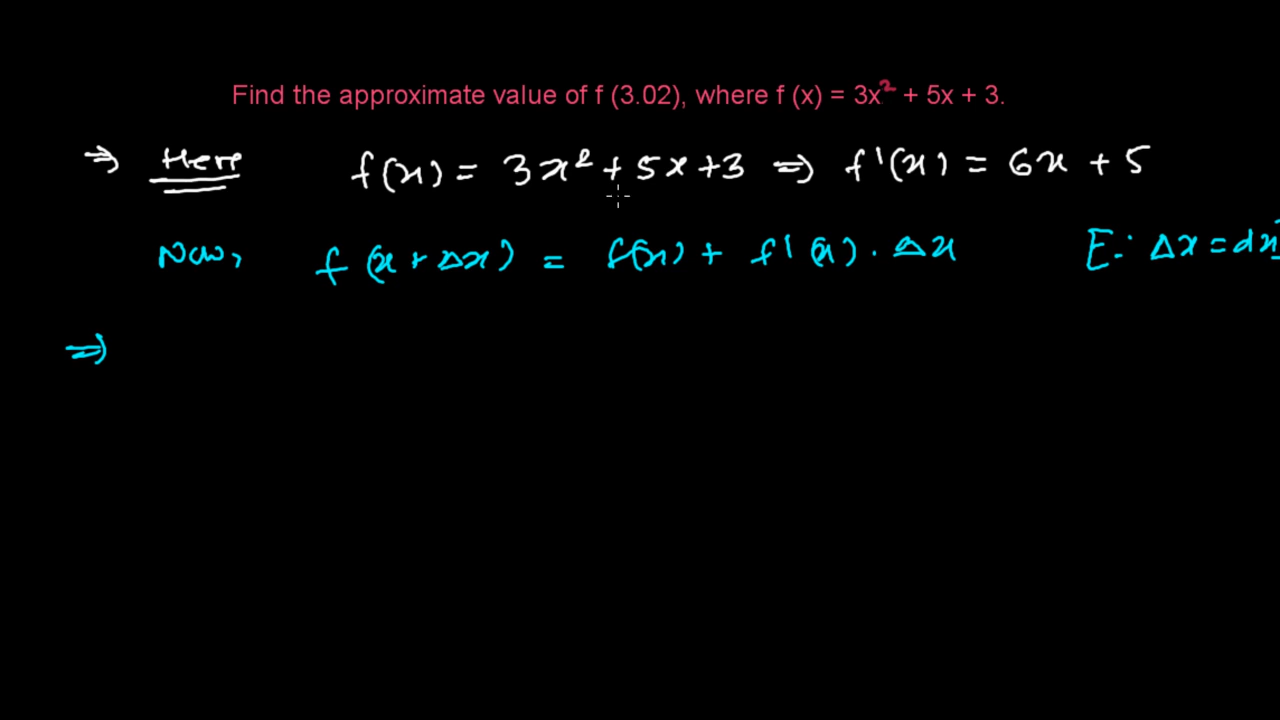 Find the approximate value of f (3.02), where f (x) = 3x² + 5x + 3.
⇒ Here f(x) = 3x² + 5x + 3 ⇒ f'(x) = 6x + 5
Now, f(x + Δx) = f(x) + f'(x) . Δx [∵ Δx = dx]
⇒